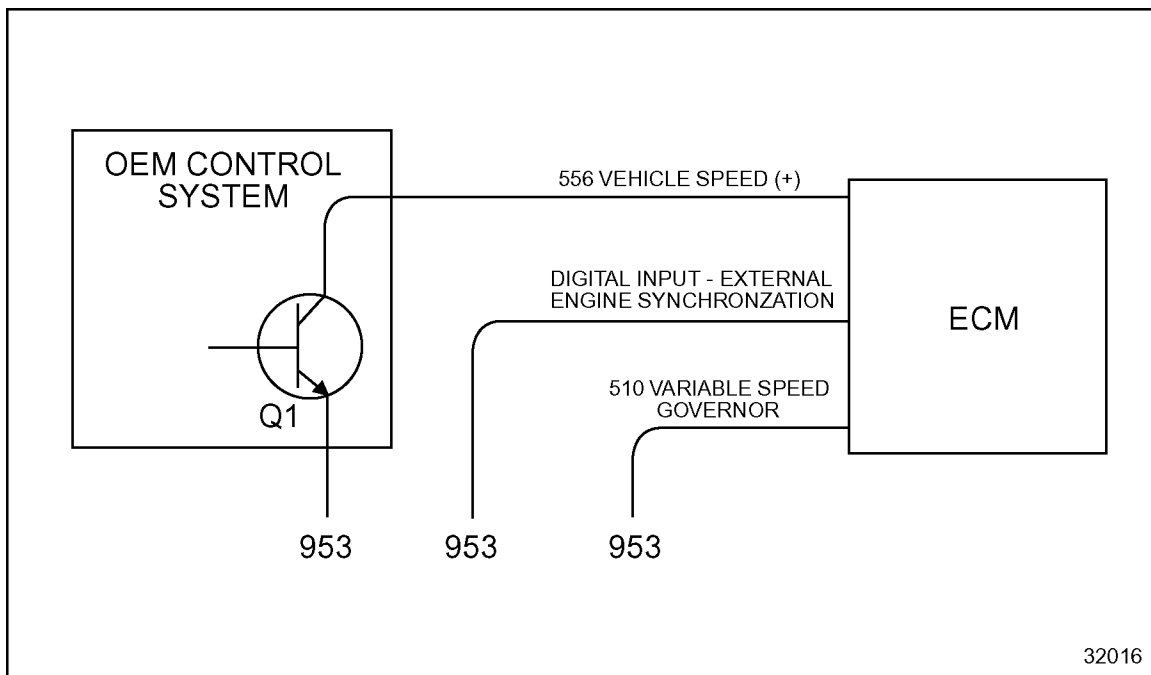 OEM CONTROL
SYSTEM
556 VEHICLE SPEED (+)
DIGITAL INPUT - EXTERNAL
ENGINE SYNCHRONZATION
ECM
510 VARIABLE SPEED
GOVERNOR
Q1
953
953
953
32016